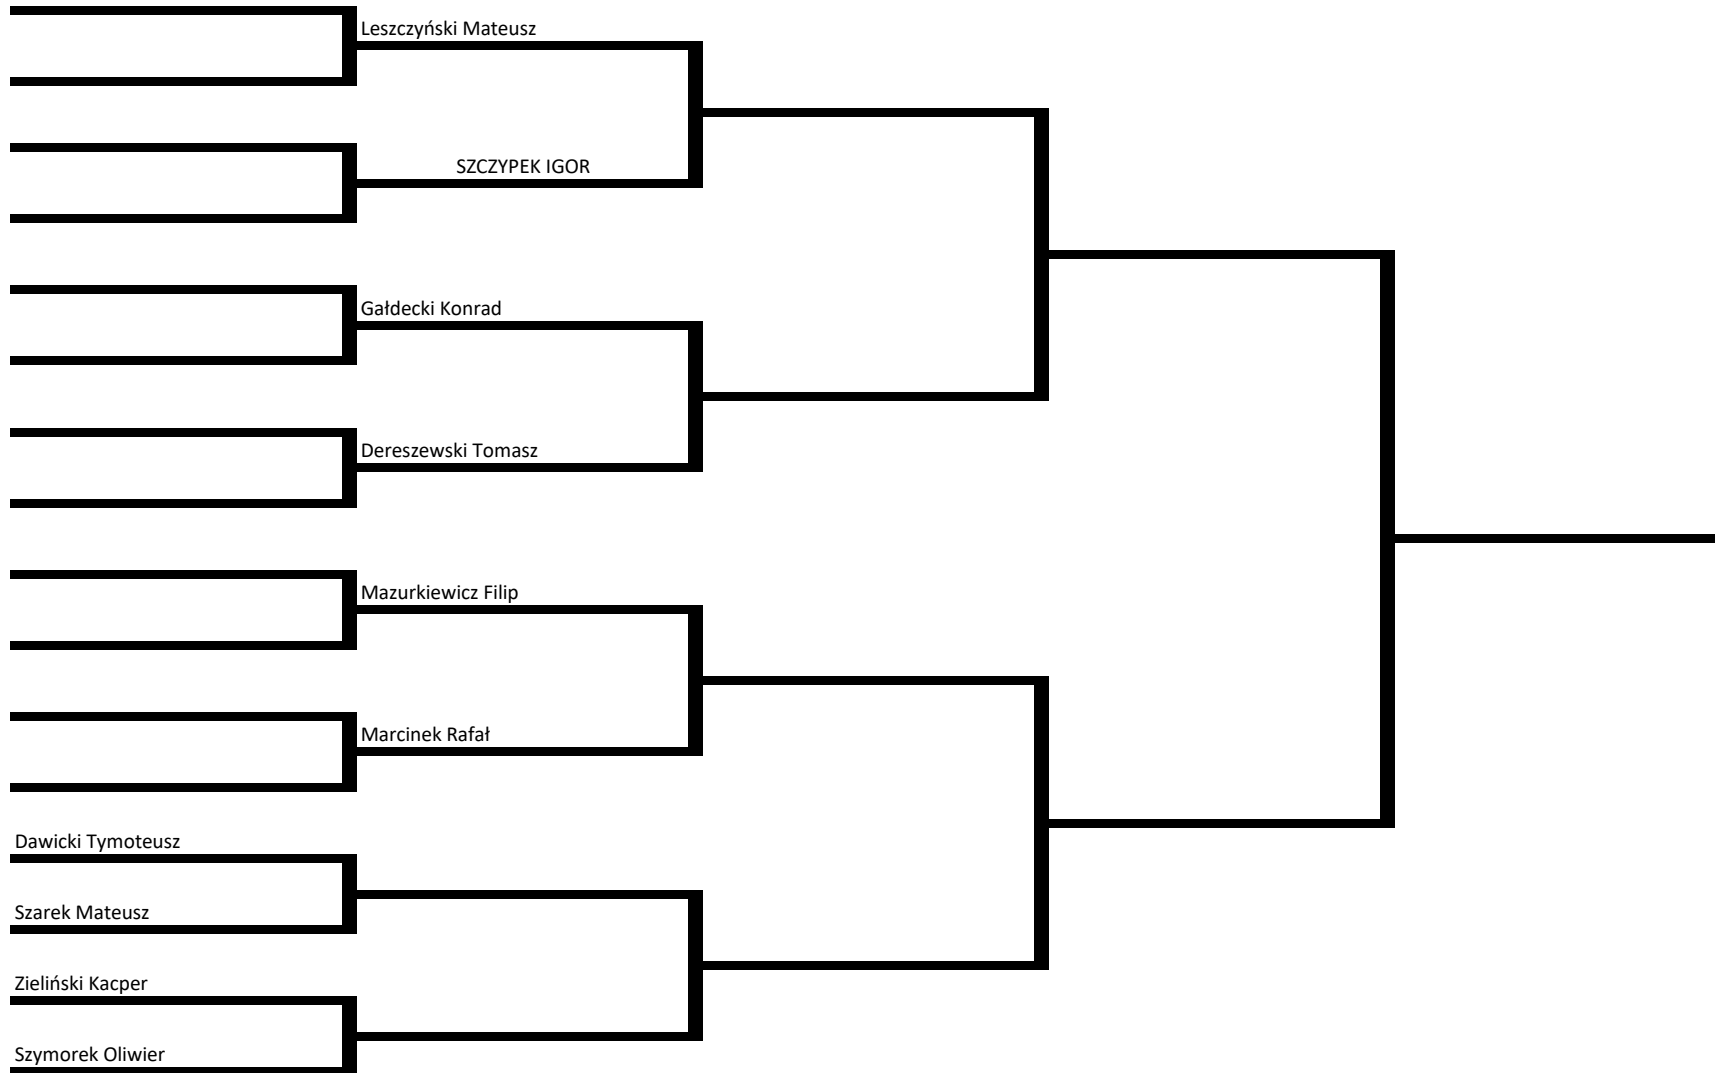 Leszczyński Mateusz
SZCZYPEK IGOR
Gałdecki Konrad
Dereszewski Tomasz
Mazurkiewicz Filip
Marcinek Rafał
Dawicki Tymoteusz
Szarek Mateusz
Zieliński Kacper
Szymorek Oliwier